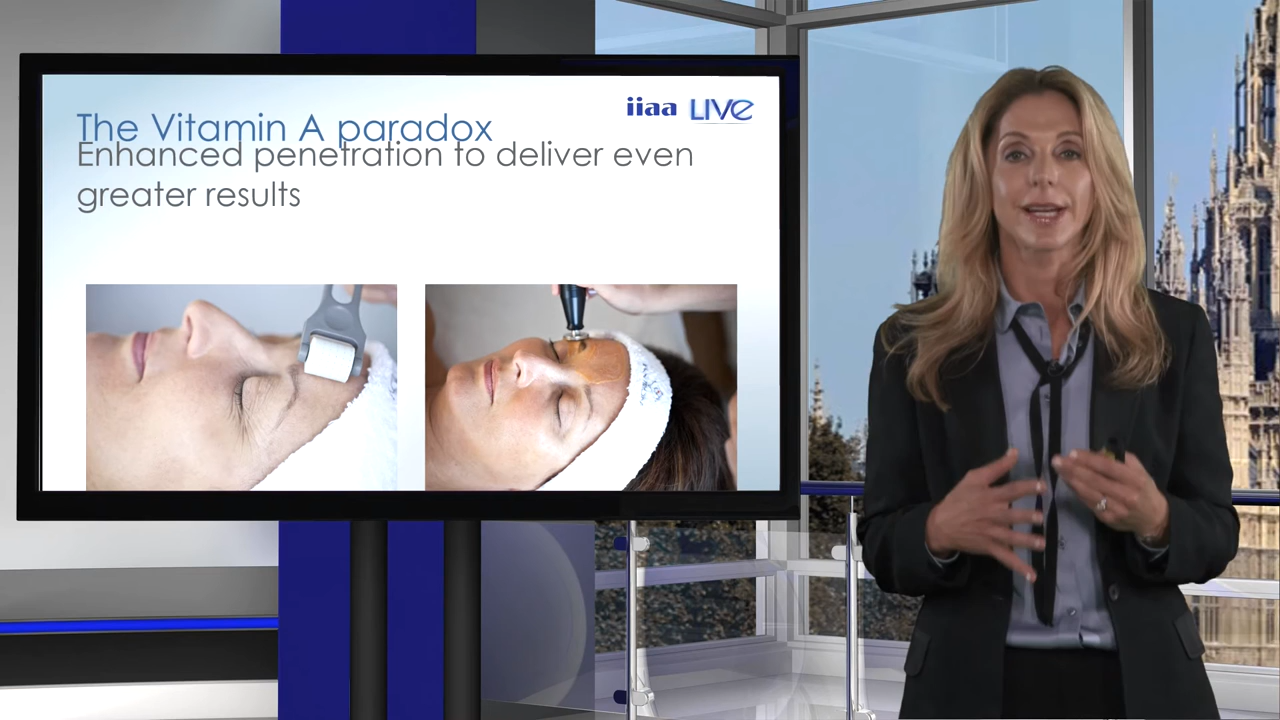 iiaa LIVE
The Vitamin A paradox
Enhanced penetration to deliver even
greater results